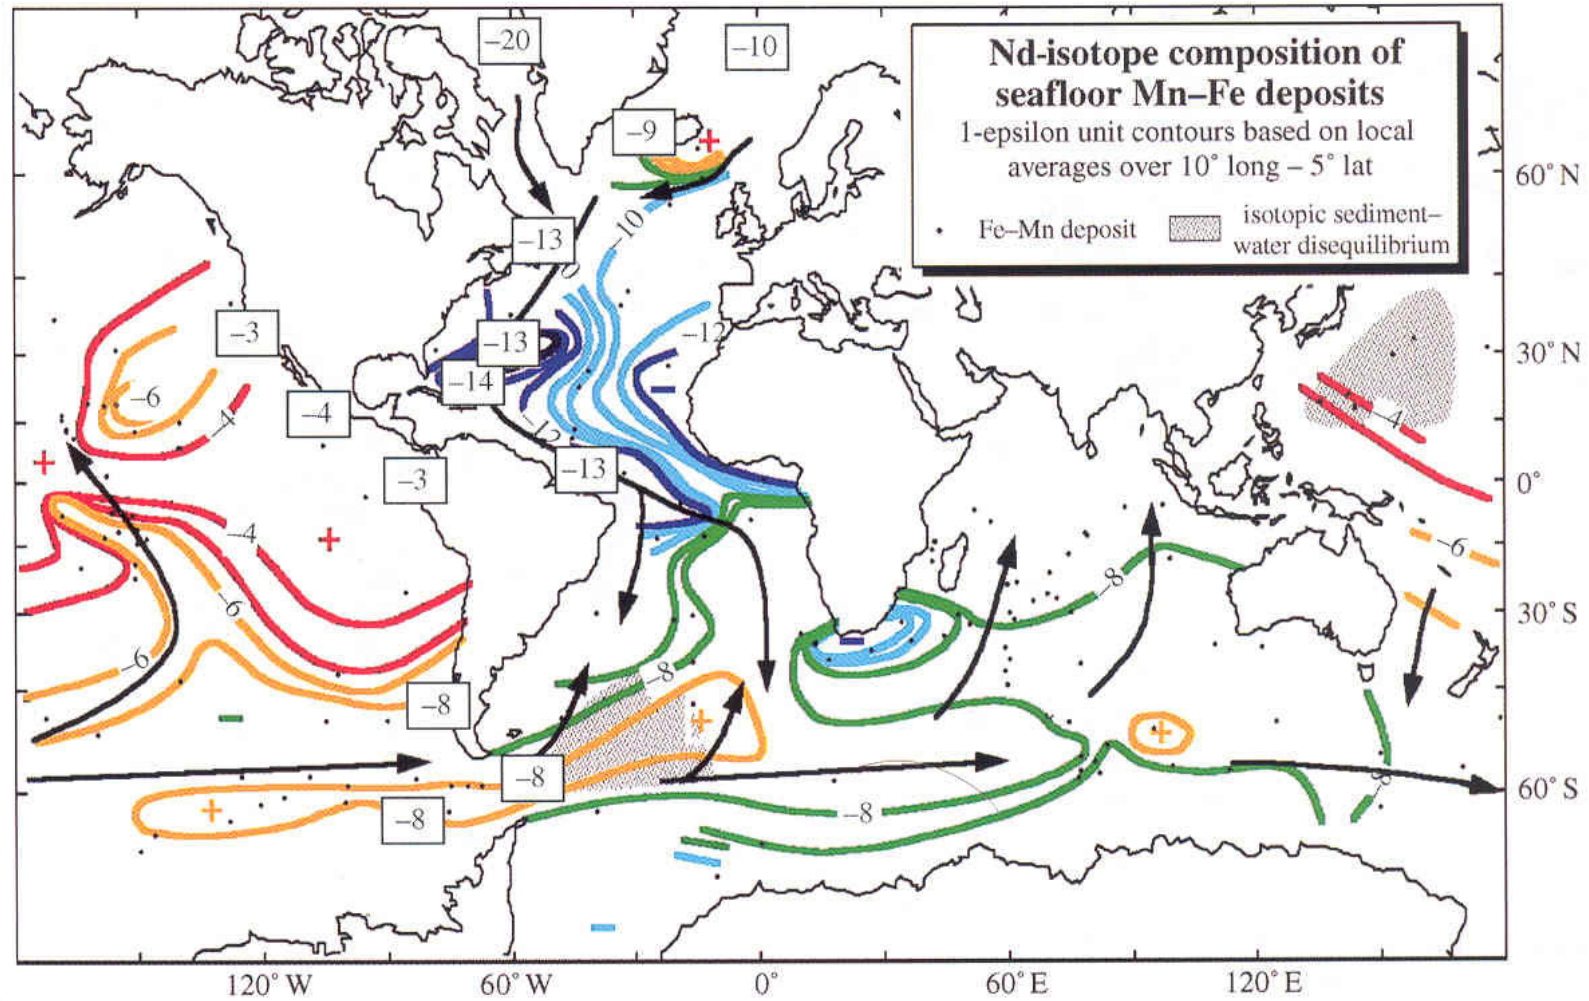 −20
−10
Nd-isotope composition of
seafloor Mn–Fe deposits
1-epsilon unit contours based on local
averages over 10° long – 5° lat
Fe–Mn deposit
isotopic sediment–
water disequilibrium
−9
+
60° N
−10
−13
−3
−13
−12
30° N
−14
−6
−4
−4
−4
−12
−13
+
−3
0°
−4
+
−6
−6
−8
30° S
−6
−8
−8
+
+
−8
−8
60° S
+
−8
−8
120° W
60° W
0°
60° E
120° E